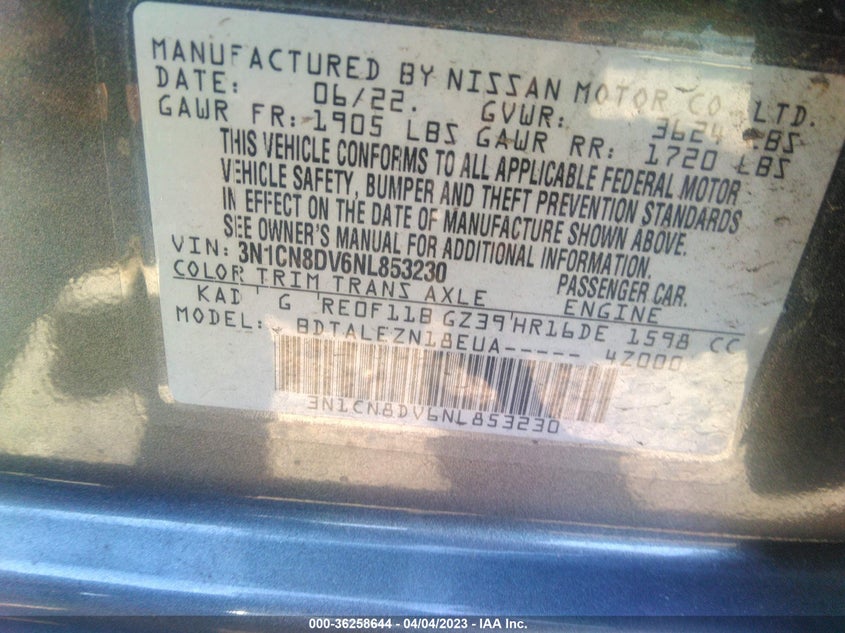 MANUFACTURED BY NISSAN MOTOR CO., LTD.
DATE: 06/22. GVWR: 3624 LBS
GAWR FR: 1905 LBS GAWR RR: 1720 LBS
THIS VEHICLE CONFORMS TO ALL APPLICABLE FEDERAL MOTOR
VEHICLE SAFETY, BUMPER AND THEFT PREVENTION STANDARDS
IN EFFECT ON THE DATE OF MANUFACTURE SHOWN ABOVE.
SEE OWNER'S MANUAL FOR ADDITIONAL INFORMATION.
VIN: 3N1CN8DV6NL853230 PASSENGER CAR.
COLOR TRIM TRANS AXLE ENGINE
KAD G RE0F11B GZ39 HR16DE 1598 CC
MODEL: BDTALEZN18EUA----- 4Z000
3N1CN8DV6NL853230
000-36258644 - 04/04/2023 - IAA Inc.